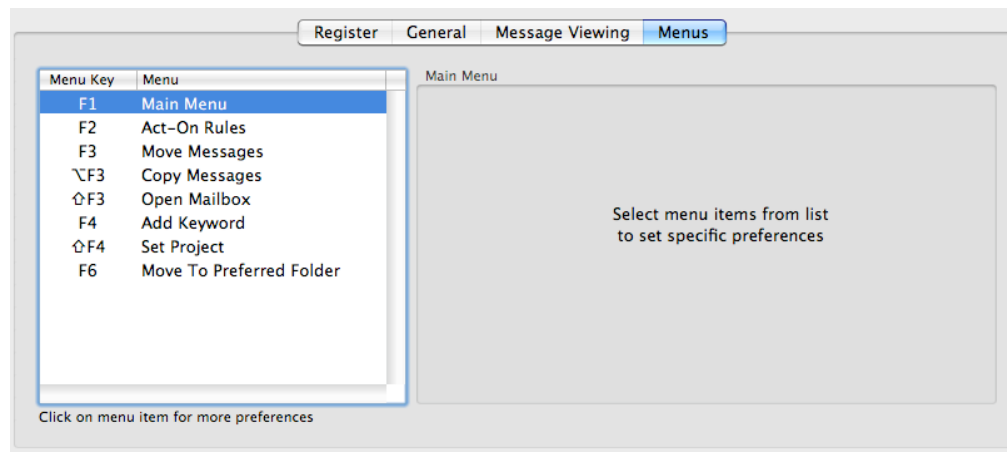 Register General Message Viewing Menus
Menu Key Menu
F1 Main Menu
F2 Act-On Rules
F3 Move Messages
⌥F3 Copy Messages
⇧F3 Open Mailbox
F4 Add Keyword
⇧F4 Set Project
F6 Move To Preferred Folder
Click on menu item for more preferences
Main Menu
Select menu items from list
to set specific preferences